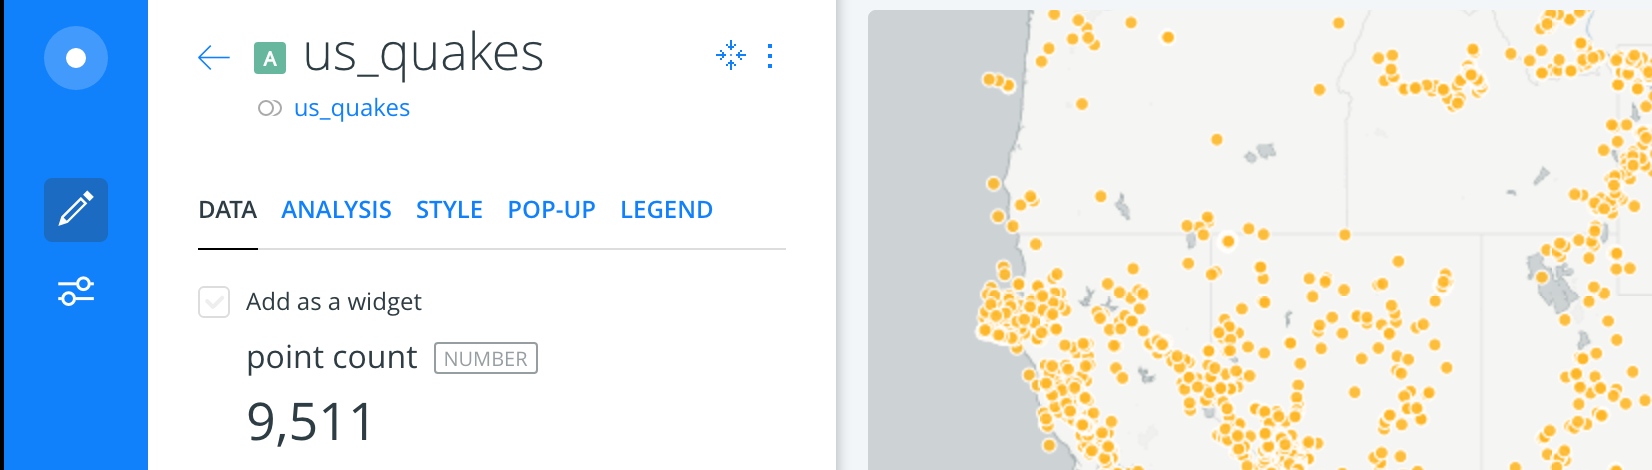 A us_quakes
us_quakes
DATA ANALYSIS STYLE POP-UP LEGEND
Add as a widget
point count NUMBER
9,511